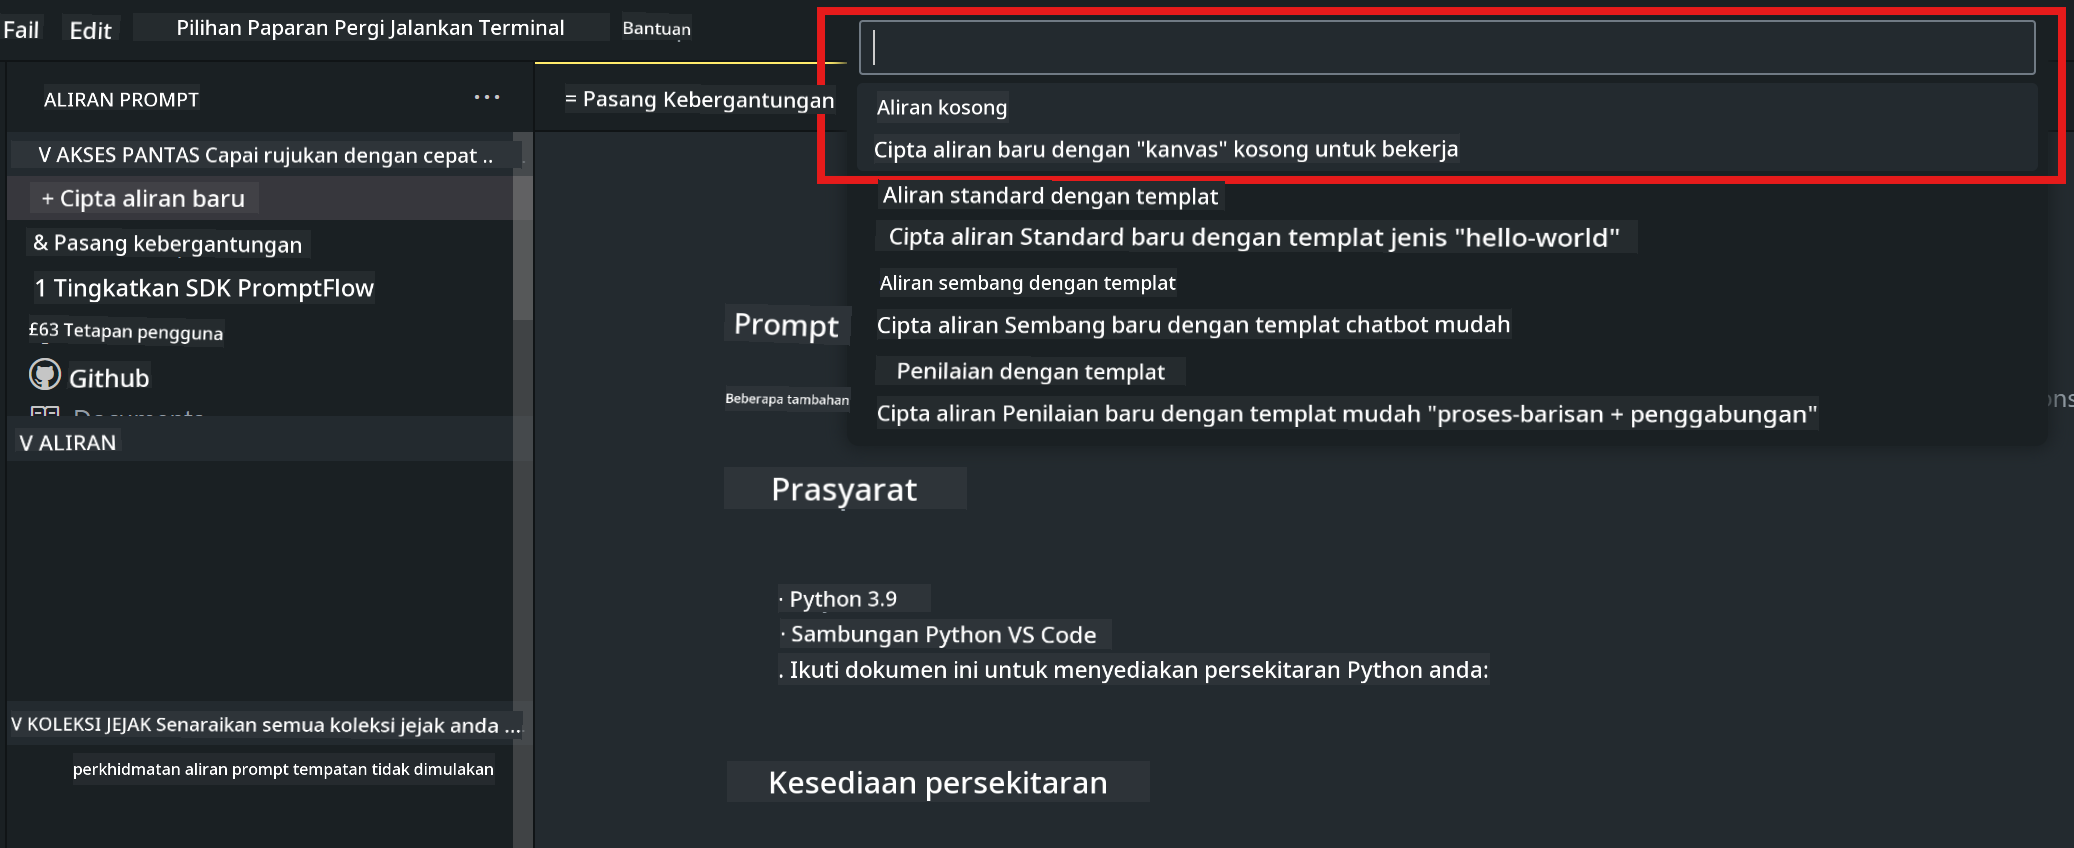 Fail Edit Pilihan Paparan Pergi Jalankan Terminal Bantuan
ALIRAN PROMPT ...
V AKSES PANTAS Capai rujukan dengan cepat ..
+ Cipta aliran baru
& Pasang kebergantungan
1 Tingkatkan SDK PromptFlow
£63 Tetapan pengguna
Github
V ALIRAN
V KOLEKSI JEJAK Senaraikan semua koleksi jejak anda ...
perkhidmatan aliran prompt tempatan tidak dimulakan
= Pasang Kebergantungan
Aliran kosong
Cipta aliran baru dengan "kanvas" kosong untuk bekerja
Aliran standard dengan templat
Cipta aliran Standard baru dengan templat jenis "hello-world"
Aliran sembang dengan templat
Cipta aliran Sembang baru dengan templat chatbot mudah
Penilaian dengan templat
Cipta aliran Penilaian baru dengan templat mudah "proses-barisan + penggabungan"
Prompt
Beberapa tambahan
Prasyarat
· Python 3.9
· Sambungan Python VS Code
. Ikuti dokumen ini untuk menyediakan persekitaran Python anda:
Kesediaan persekitaran